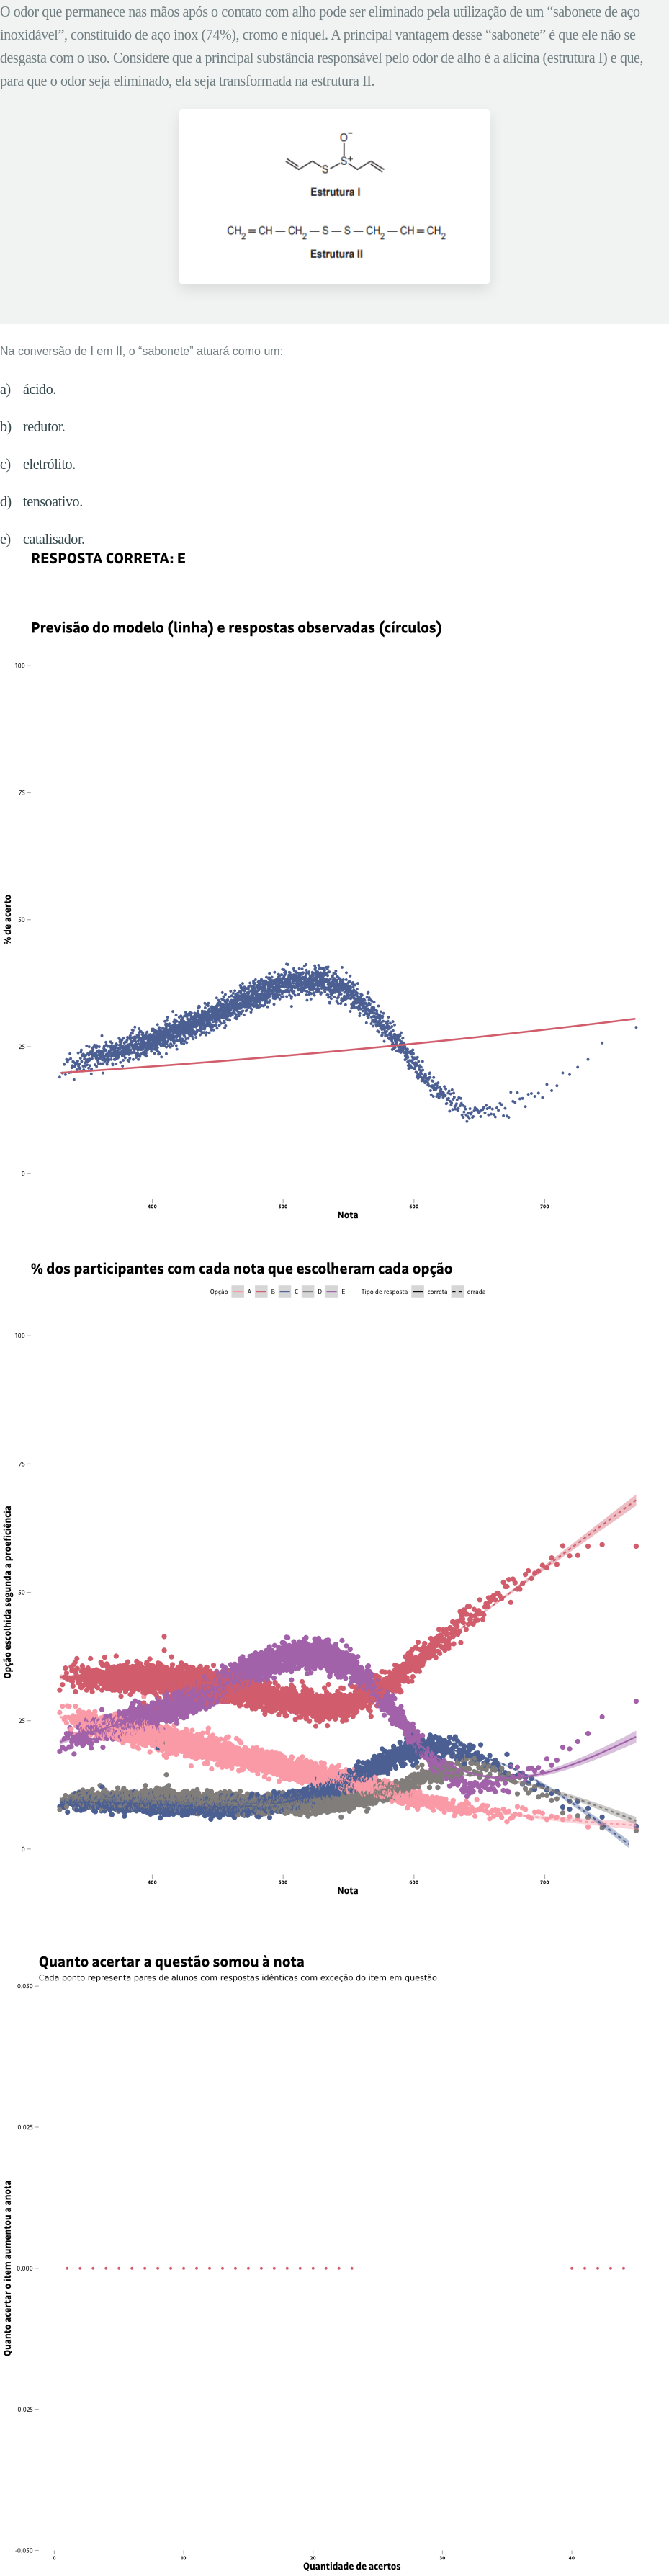 O odor que permanece nas mãos após o contato com alho pode ser eliminado pela utilização de um “sabonete de aço
inoxidável”, constituído de aço inox (74%), cromo e níquel. A principal vantagem desse “sabonete” é que ele não se
desgasta com o uso. Considere que a principal substância responsável pelo odor de alho é a alicina (estrutura I) e que,
para que o odor seja eliminado, ela seja transformada na estrutura II.
O⁻
S S⁺
Estrutura I
CH₂ = CH — CH₂ — S — S — CH₂ — CH = CH₂
Estrutura II
Na conversão de I em II, o “sabonete” atuará como um:
a) ácido.
b) redutor.
c) eletrólito.
d) tensoativo.
e) catalisador.
RESPOSTA CORRETA: E
Previsão do modelo (linha) e respostas observadas (círculos)
100
75
50
25
0
% de acerto
400 500 600 700
Nota
% dos participantes com cada nota que escolheram cada opção
Opção A B C D E Tipo de resposta correta errada
100
75
50
25
0
Opção escolhida segunda a proeficiência
400 500 600 700
Nota
Quanto acertar a questão somou à nota
Cada ponto representa pares de alunos com respostas idênticas com exceção do item em questão
0.050
0.025
0.000
-0.025
-0.050
Quanto acertar o item aumentou a anota
0 10 20 30 40
Quantidade de acertos